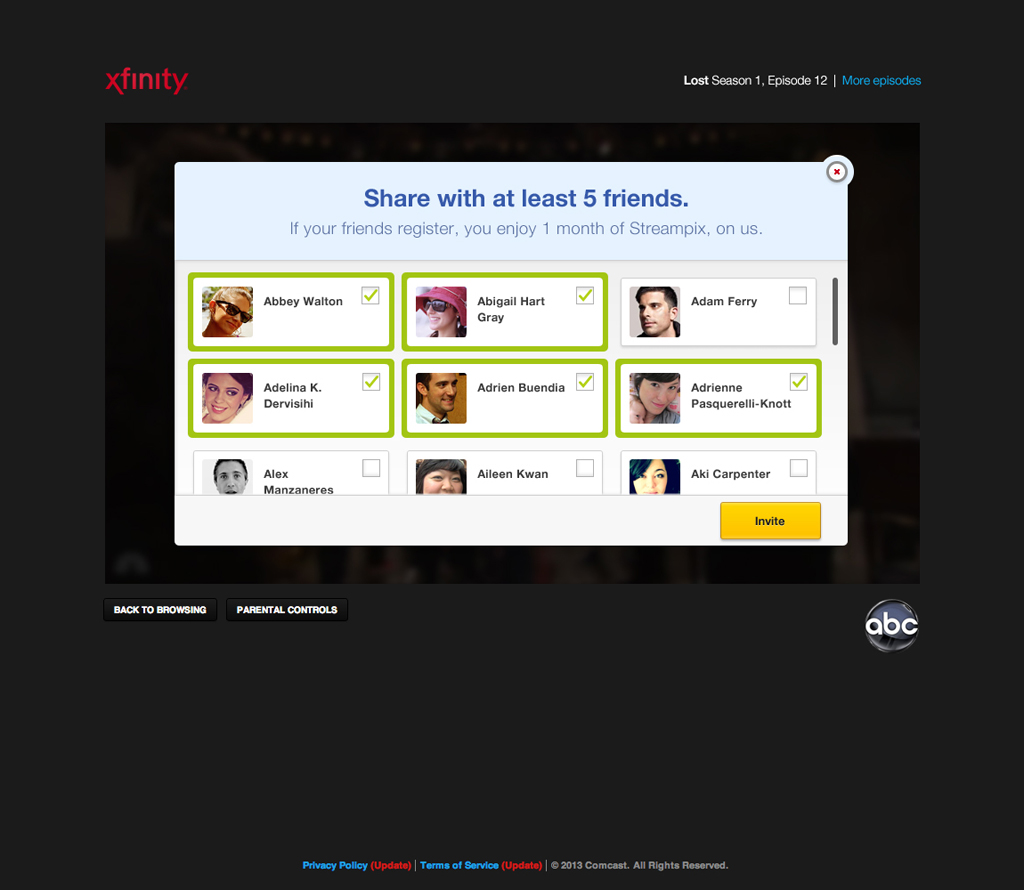 xfinity
Lost Season 1, Episode 12 | More episodes
Share with at least 5 friends.
If your friends register, you enjoy 1 month of Streampix, on us.
Abbey Walton
Abigail Hart
Gray
Adam Ferry
Adelina K.
Dervisihi
Adrien Buendia
Adrienne
Pasquerelli-Knott
Alex
Manzaneres
Aileen Kwan
Aki Carpenter
Invite
BACK TO BROWSING
PARENTAL CONTROLS
abc
Privacy Policy (Update) | Terms of Service (Update) | © 2013 Comcast. All Rights Reserved.